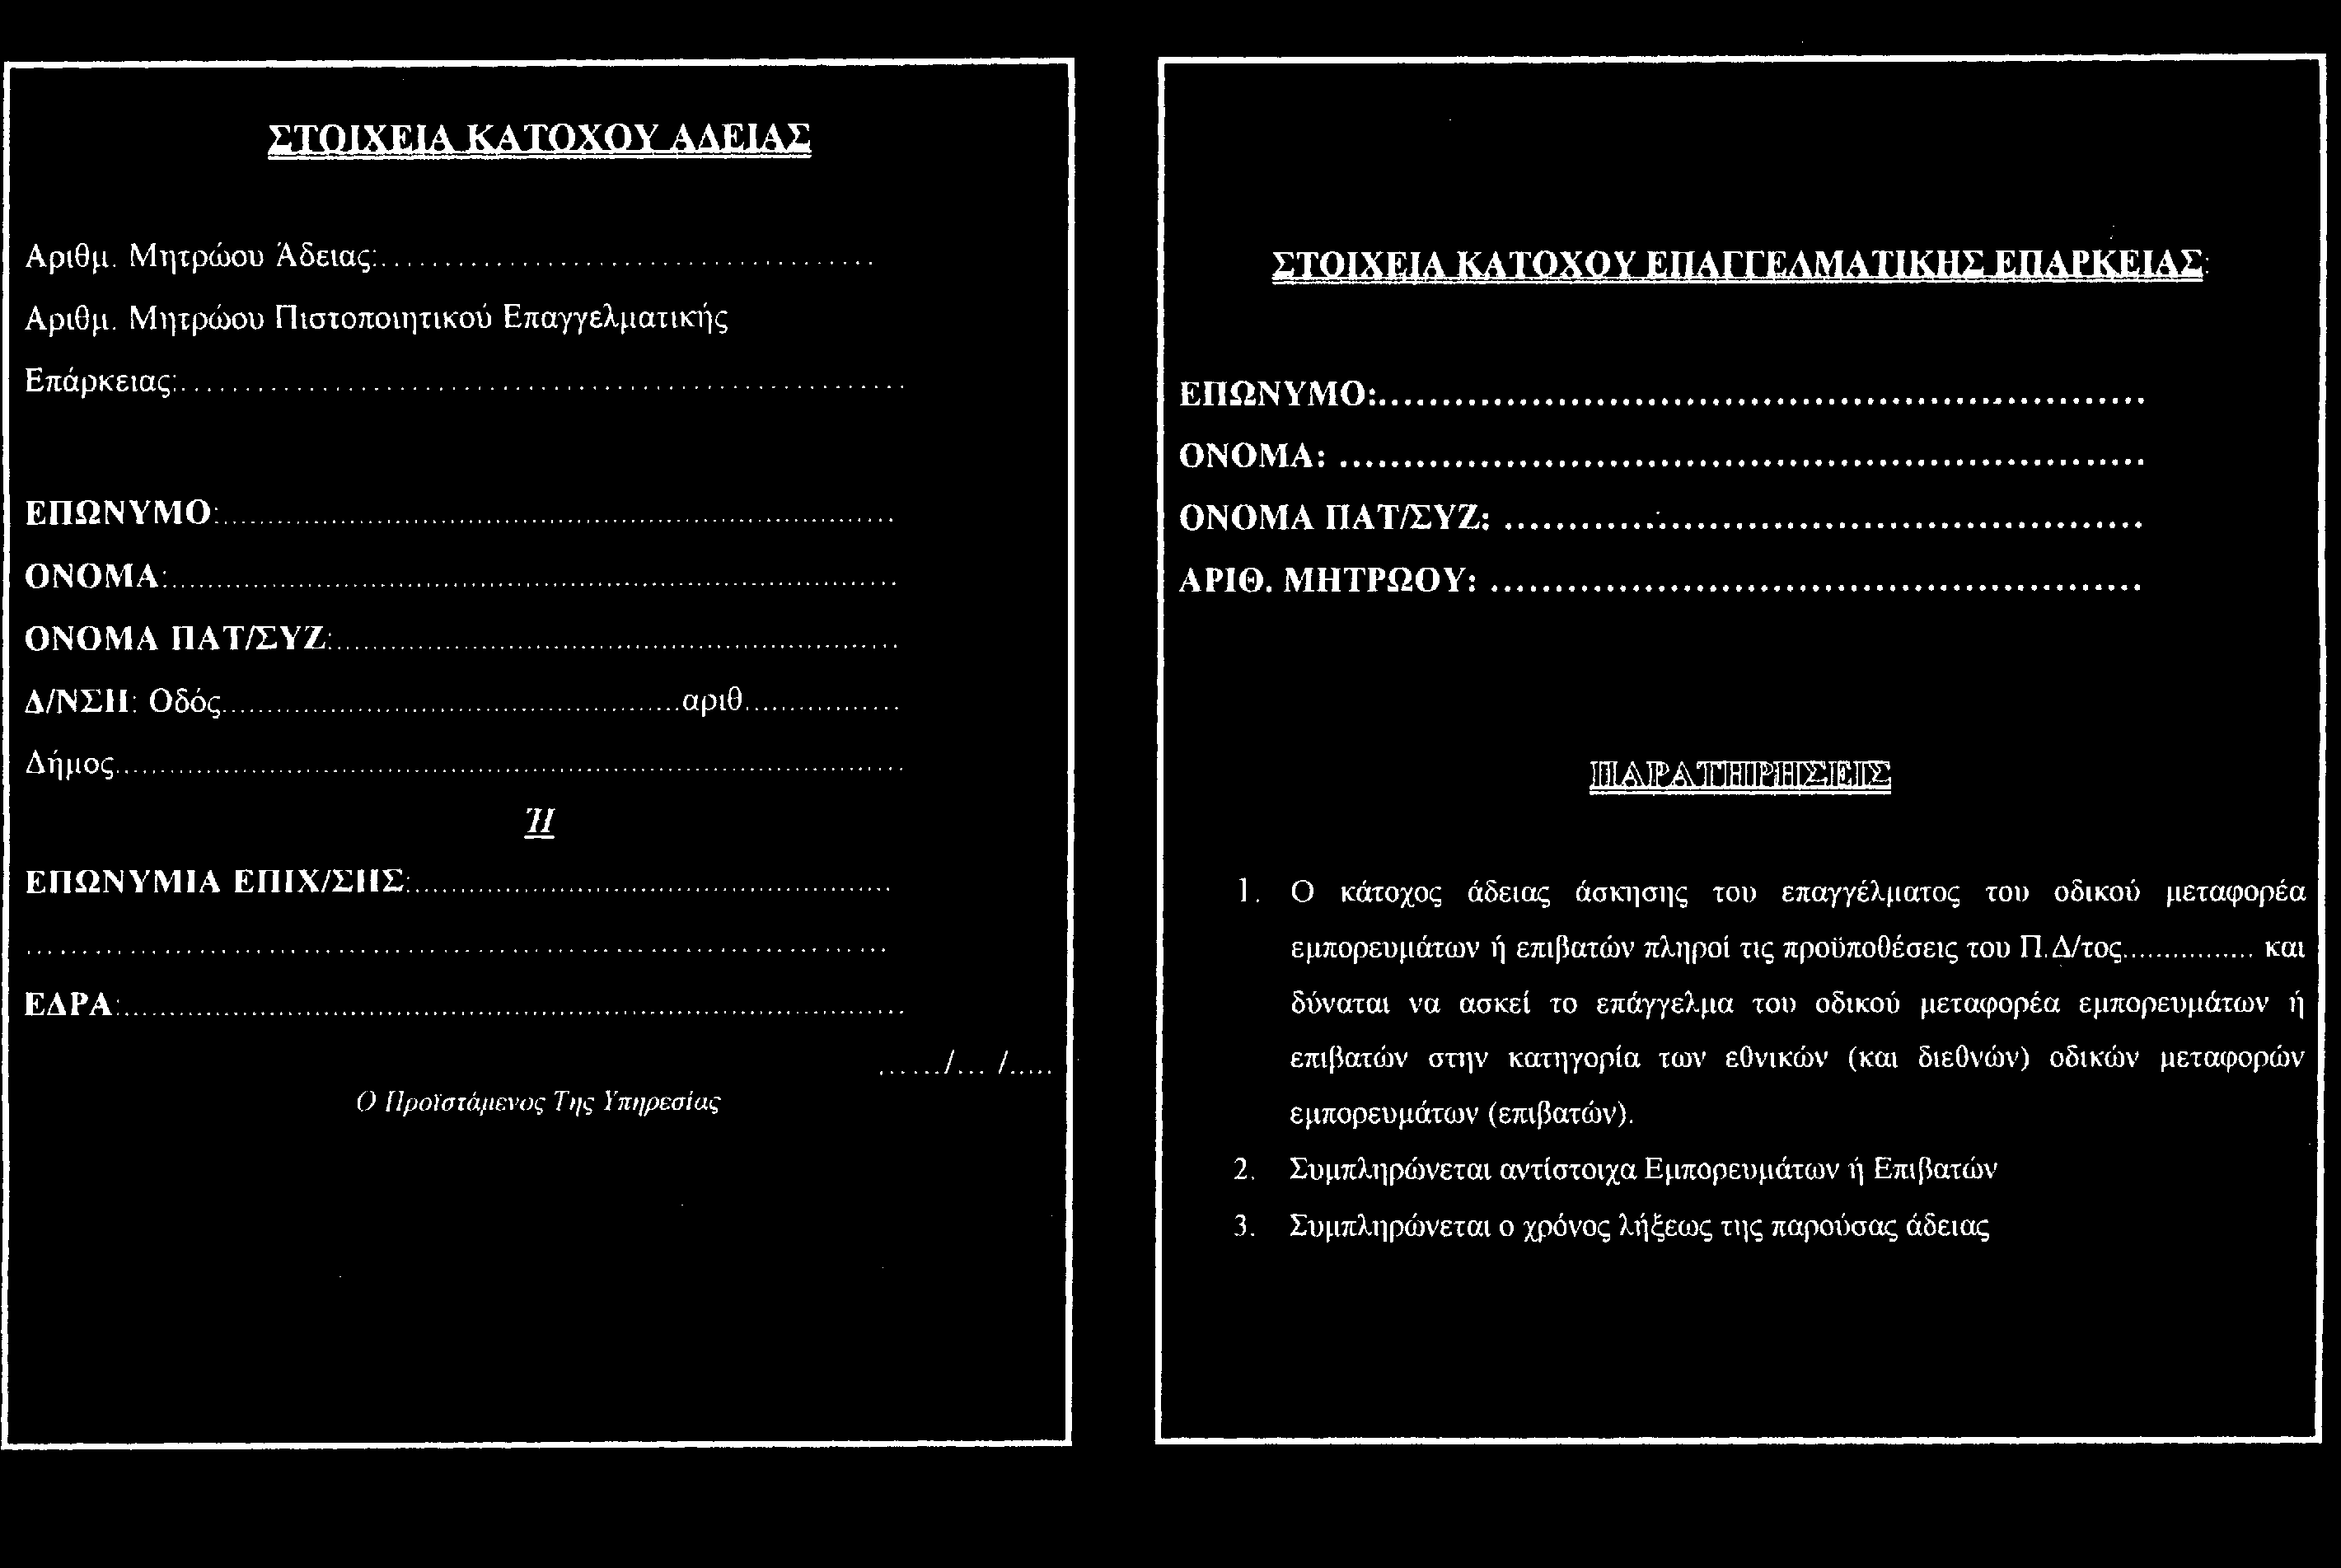 ΣΤΟΙΧΕΙΑ ΚΑΤΟΧΟΥ ΑΔΕΙΑΣ
Αριθμ. Μητρώου Άδειας:..........................................
Αριθμ. Μητρώου Πιστοποιητικού Επαγγελματικής
Επάρκειας:..............................................................
ΕΠΩΝΥΜΟ:..............................................................
ΟΝΟΜΑ:..............................................................
ΟΝΟΜΑ ΠΑΤ/ΣΥΖ:..............................................................
Δ/ΝΣΗ: Οδός..............................................αριθ.................
Δήμος..............................................................
Ή
ΕΠΩΝΥΜΙΑ ΕΠΙΧ/ΣΗΣ:..............................................................
..............................................................
ΕΔΡΑ:..............................................................
....../... /.....
Ο Προϊστάμενος Της Υπηρεσίας
ΣΤΟΙΧΕΙΑ ΚΑΤΟΧΟΥ ΕΠΑΓΓΕΛΜΑΤΙΚΗΣ ΕΠΑΡΚΕΙΑΣ:
ΕΠΩΝΥΜΟ:..............................................................
ΟΝΟΜΑ: ..............................................................
ΟΝΟΜΑ ΠΑΤ/ΣΥΖ: ..................................................
ΑΡΙΘ. ΜΗΤΡΩΟΥ: ..................................................
ΠΑΡΑΤΗΡΗΣΕΙΣ
1. Ο κάτοχος άδειας άσκησης του επαγγέλματος του οδικού μεταφορέα
εμπορευμάτων ή επιβατών πληροί τις προϋποθέσεις του Π.Δ/τος................ και
δύναται να ασκεί το επάγγελμα του οδικού μεταφορέα εμπορευμάτων ή
επιβατών στην κατηγορία των εθνικών (και διεθνών) οδικών μεταφορών
εμπορευμάτων (επιβατών).
2. Συμπληρώνεται αντίστοιχα Εμπορευμάτων ή Επιβατών
3. Συμπληρώνεται ο χρόνος λήξεως της παρούσας άδειας